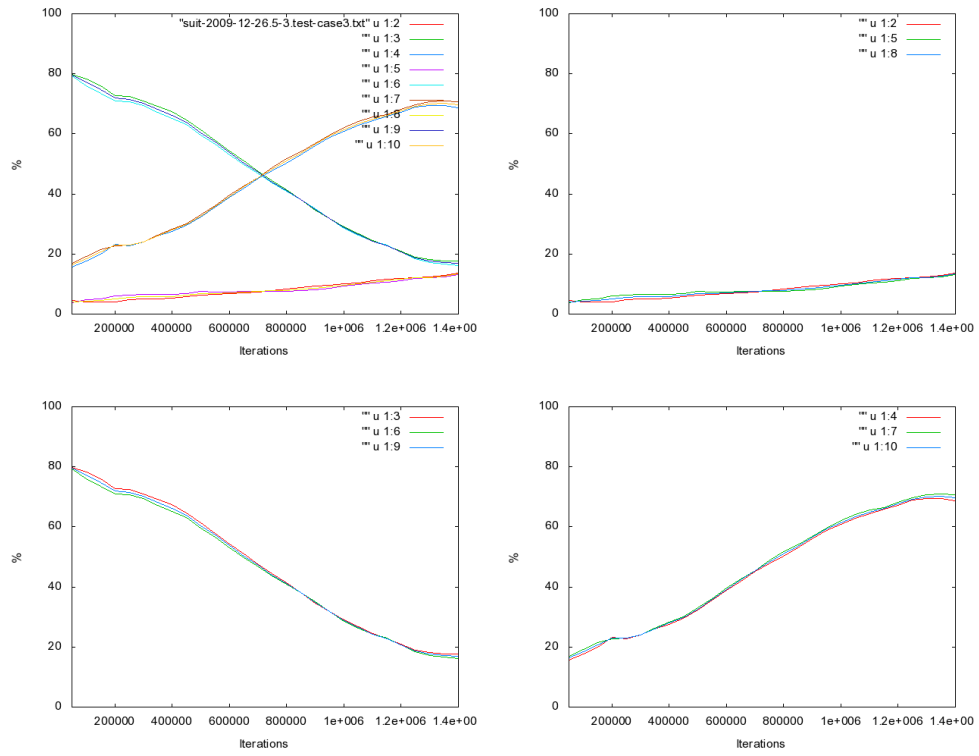 "suit-2009-12-26.5-3.test-case3.txt" u 1:2
"" u 1:3
"" u 1:4
"" u 1:5
"" u 1:6
"" u 1:7
"" u 1:8
"" u 1:9
"" u 1:10
100
80
60
40
20
0
%
200000 400000 600000 800000 1e+006 1.2e+006 1.4e+00
Iterations
"" u 1:2
"" u 1:5
"" u 1:8
100
80
60
40
20
0
%
200000 400000 600000 800000 1e+006 1.2e+006 1.4e+00
Iterations
"" u 1:3
"" u 1:6
"" u 1:9
100
80
60
40
20
0
%
200000 400000 600000 800000 1e+006 1.2e+006 1.4e+00
Iterations
"" u 1:4
"" u 1:7
"" u 1:10
100
80
60
40
20
0
%
200000 400000 600000 800000 1e+006 1.2e+006 1.4e+00
Iterations